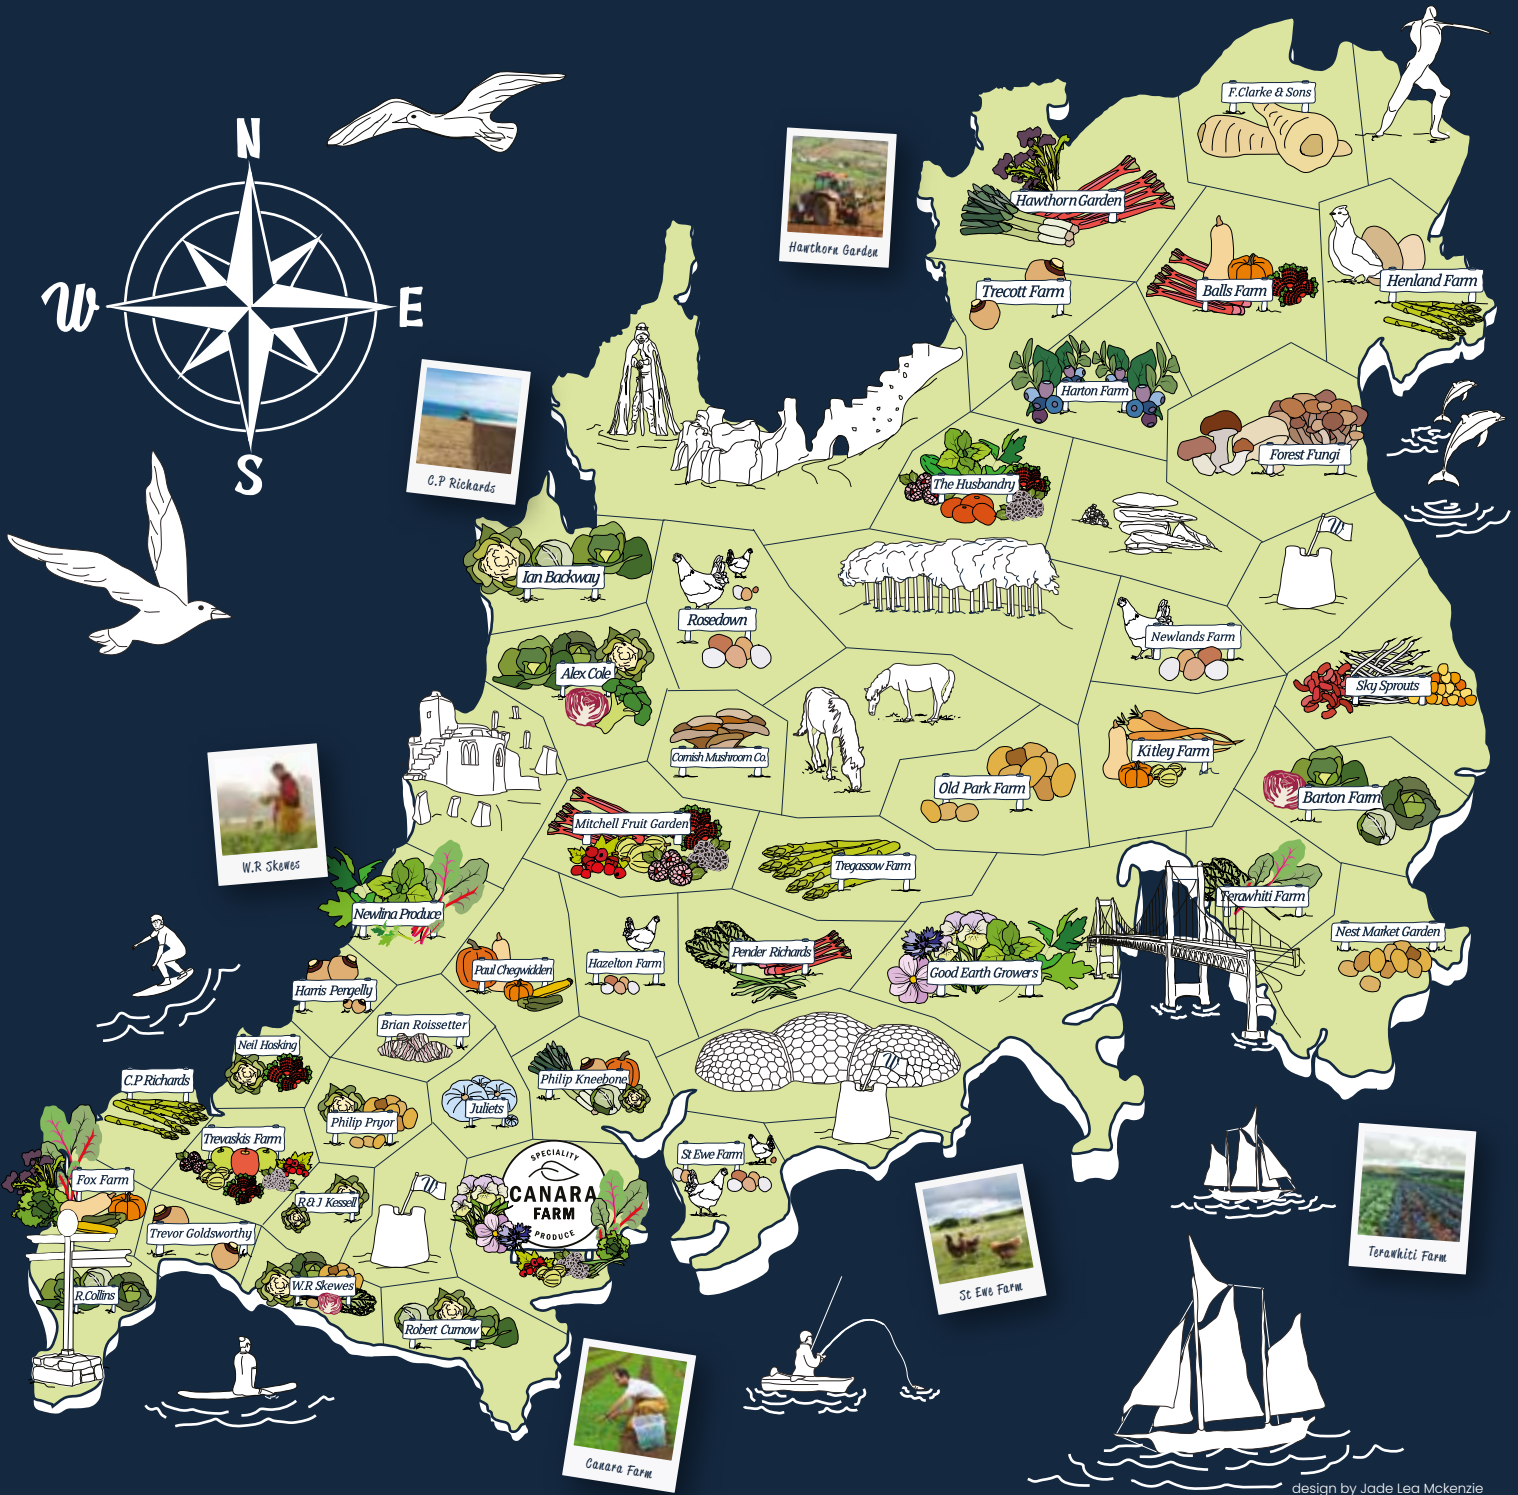 N
W
E
S
F.Clarke & Sons
Hawthorn Garden
Hawthorn Garden
Trecott Farm
Balls Farm
Henland Farm
Harton Farm
Forest Fungi
C.P Richards
The Husbandry
W
Ian Backway
Rosedown
Newlands Farm
Alex Cole
Sky Sprouts
Cornish Mushroom Co.
Kitley Farm
Old Park Farm
Barton Farm
Mitchell Fruit Garden
W.R Skewes
Tregassow Farm
Terawhiti Farm
Newlina Produce
Nest Market Garden
Pender Richards
Good Earth Growers
Paul Chegwidden
Hazelton Farm
Harris Pengelly
Brian Roissetter
Neil Hosking
W
C.P Richards
Philip Kneebone
Juliets
Philip Pryor
Trevaskis Farm
St Ewe Farm
SPECIALITY
CANARA
FARM
PRODUCE
Fox Farm
W
R & J Kessell
Trevor Goldsworthy
Terawhiti Farm
W.R Skewes
R.Collins
St Ewe Farm
Robert Curnow
Canara Farm
design by Jade Lea Mckenzie